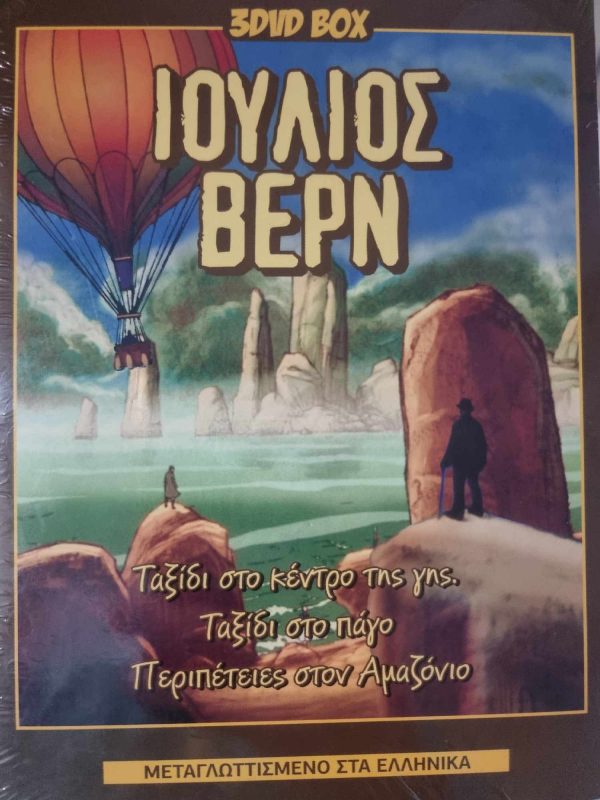 3DVD BOX
ΙΟΥΛΙΟΣ
ΒΕΡΝ
Ταξίδι στο κέντρο της γης.
Ταξίδι στο πάγο
Περιπέτειες στον Αμαζόνιο
ΜΕΤΑΓΛΩΤΤΙΣΜΕΝΟ ΣΤΑ ΕΛΛΗΝΙΚΑ